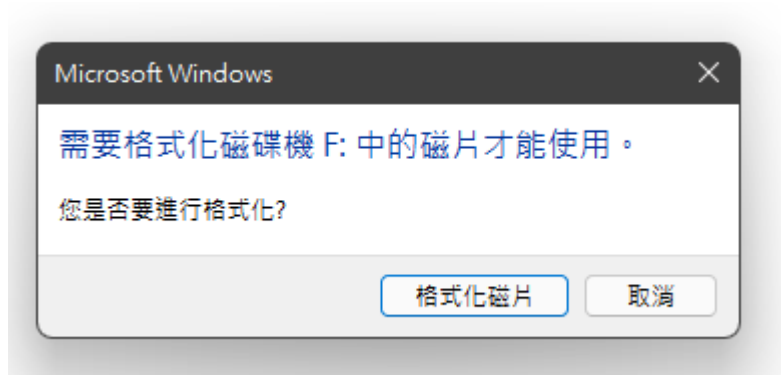 Microsoft Windows
需要格式化磁碟機 F: 中的磁片才能使用。
您是否要進行格式化?
格式化磁片
取消